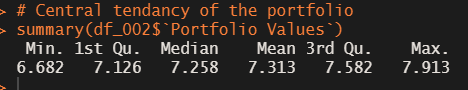 > # Central tendancy of the portfolio
> summary(df_002$`Portfolio Values`)
   Min. 1st Qu.  Median    Mean 3rd Qu.    Max.
  6.682   7.126   7.258   7.313   7.582   7.913
>